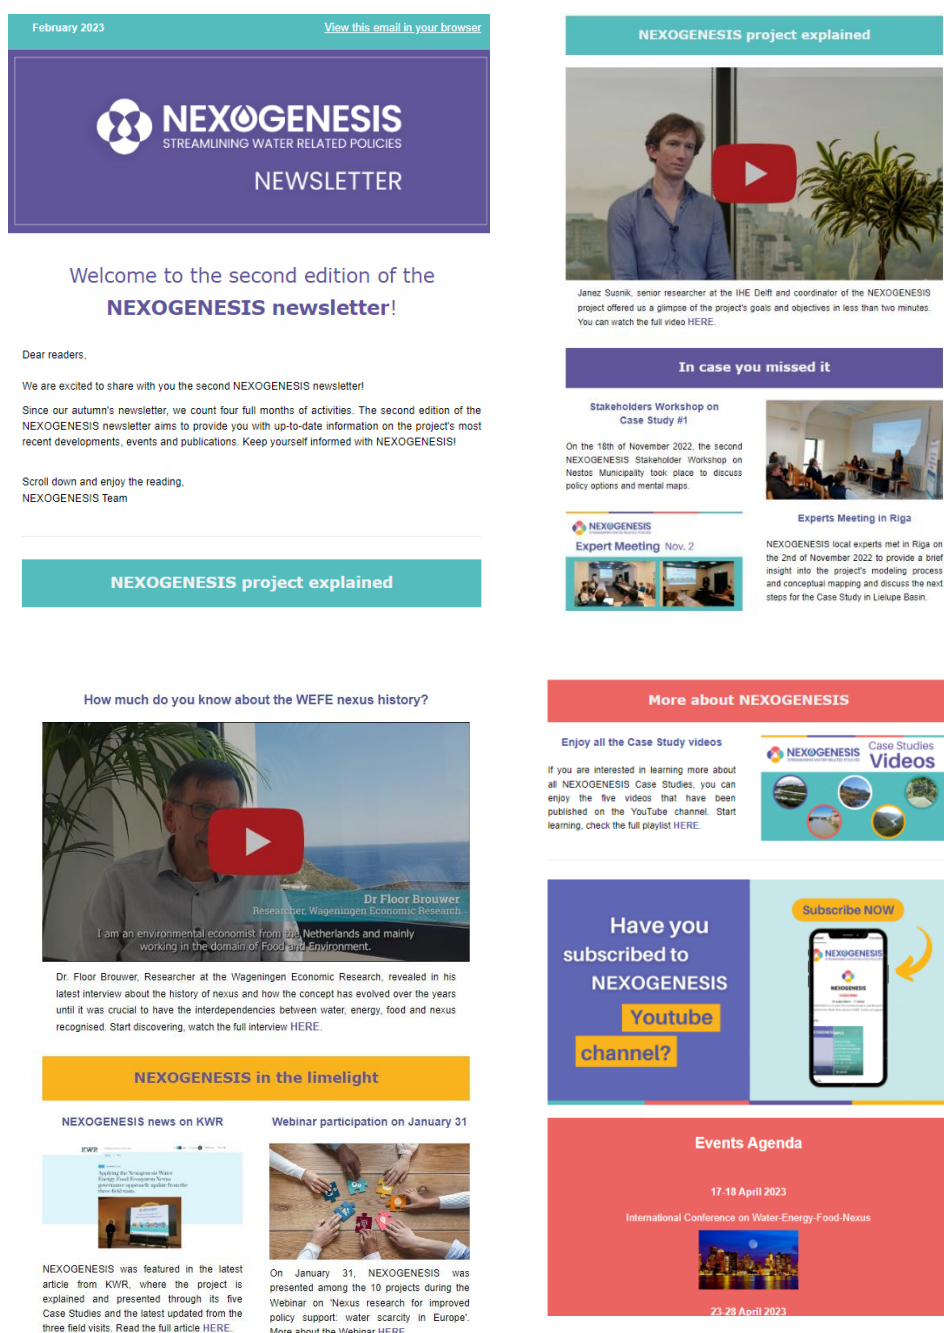 February 2023
View this email in your browser
NEXOGENESIS
STREAMLINING WATER RELATED POLICIES
NEWSLETTER
Welcome to the second edition of the
NEXOGENESIS newsletter!
Dear readers,
We are excited to share with you the second NEXOGENESIS newsletter!
Since our autumn's newsletter, we count four full months of activities. The second edition of the
NEXOGENESIS newsletter aims to provide you with up-to-date information on the project's most
recent developments, events and publications. Keep yourself informed with NEXOGENESIS!
Scroll down and enjoy the reading,
NEXOGENESIS Team
NEXOGENESIS project explained
NEXOGENESIS project explained
Janez Susnik, senior researcher at the IHE Delft and coordinator of the NEXOGENESIS
project offered us a glimpse of the project's goals and objectives in less than two minutes.
You can watch the full video HERE.
In case you missed it
Stakeholders Workshop on
Case Study #1
On the 18th of November 2022, the second
NEXOGENESIS Stakeholder Workshop on
Nestos Municipality took place to discuss
policy options and mental maps.
NEXOGENESIS
Expert Meeting Nov. 2
Experts Meeting in Riga
NEXOGENESIS local experts met in Riga on
the 2nd of November 2022 to provide a brief
insight into the project's modeling process
and conceptual mapping and discuss the next
steps for the Case Study in Lielupe Basin.
How much do you know about the WEFE nexus history?
Dr Floor Brouwer
Researcher, Wageningen Economic Research
I am an environmental economist from the Netherlands and mainly
working in the domain of Food and Environment.
Dr. Floor Brouwer, Researcher at the Wageningen Economic Research, revealed in his
latest interview about the history of nexus and how the concept has evolved over the years
until it was crucial to have the interdependencies between water, energy, food and nexus
recognised. Start discovering, watch the full interview HERE.
NEXOGENESIS in the limelight
NEXOGENESIS news on KWR
KWR
Applying the Nexogenesis Water-
Energy-Food-Ecosystem Nexus
governance approach: update from the
three field visits
NEXOGENESIS was featured in the latest
article from KWR, where the project is
explained and presented through its five
Case Studies and the latest updated from the
three field visits. Read the full article HERE.
Webinar participation on January 31
On January 31, NEXOGENESIS was
presented among the 10 projects during the
Webinar on 'Nexus research for improved
policy support: water scarcity in Europe'.
More about the Webinar HERE
More about NEXOGENESIS
Enjoy all the Case Study videos
If you are interested in learning more about
all NEXOGENESIS Case Studies, you can
enjoy the five videos that have been
published on the YouTube channel. Start
learning, check the full playlist HERE.
NEXOGENESIS
STREAMLINING WATER RELATED POLICIES
Case Studies
Videos
Have you
subscribed to
NEXOGENESIS
Youtube
channel?
Subscribe NOW
NEXOGENESIS
NEXOGENESIS
Events Agenda
17-18 April 2023
International Conference on Water-Energy-Food-Nexus
23-28 April 2023